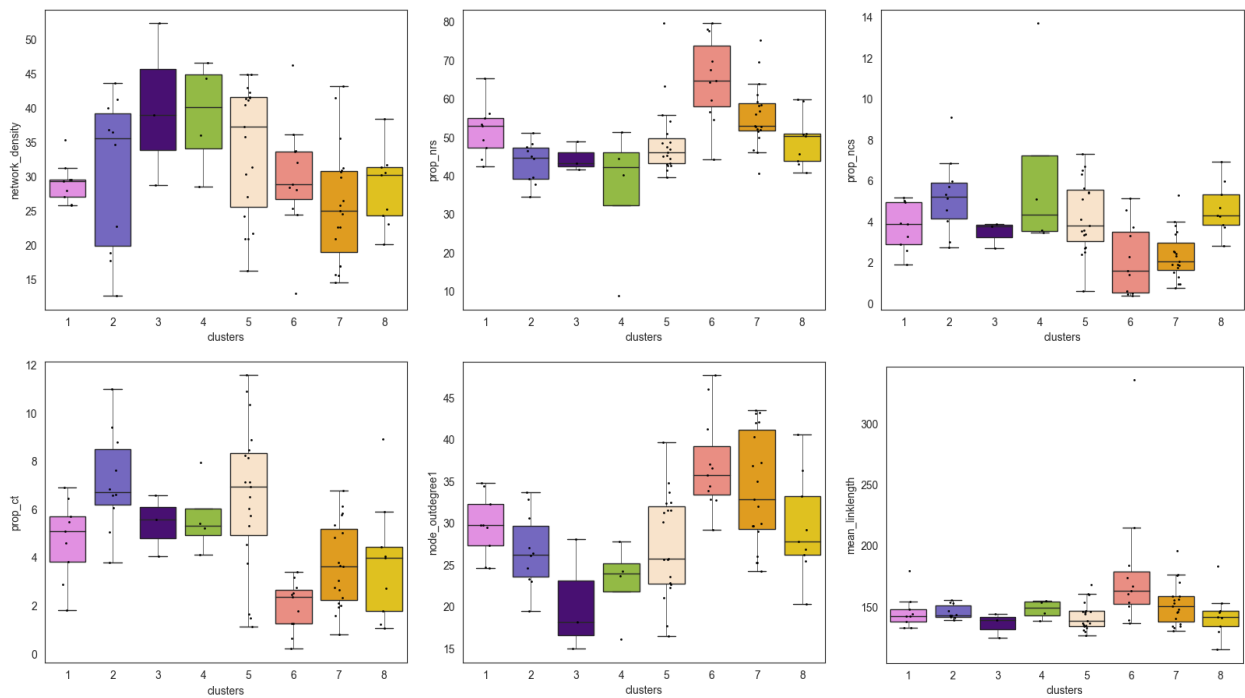 network_density
50
45
40
35
30
25
20
15
1 2 3 4 5 6 7 8
clusters
prop_nrs
80
70
60
50
40
30
20
10
1 2 3 4 5 6 7 8
clusters
prop_ncs
14
12
10
8
6
4
2
0
1 2 3 4 5 6 7 8
clusters
prop_ct
12
10
8
6
4
2
0
1 2 3 4 5 6 7 8
clusters
node_outdegree1
45
40
35
30
25
20
15
1 2 3 4 5 6 7 8
clusters
mean_linklength
300
250
200
150
1 2 3 4 5 6 7 8
clusters